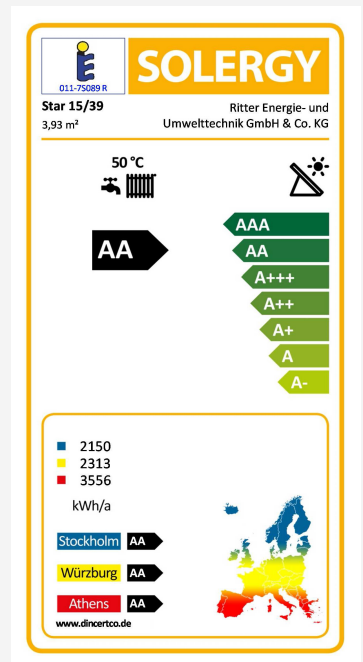 011-7S089 R
SOLERGY
Star 15/39
Ritter Energie- und
3,93 m²
Umwelttechnik GmbH & Co. KG
50 °C
AA
AAA
AA
A+++
A++
A+
A
A-
2150
2313
3556
kWh/a
Stockholm AA
Würzburg AA
Athens AA
www.dincertco.de